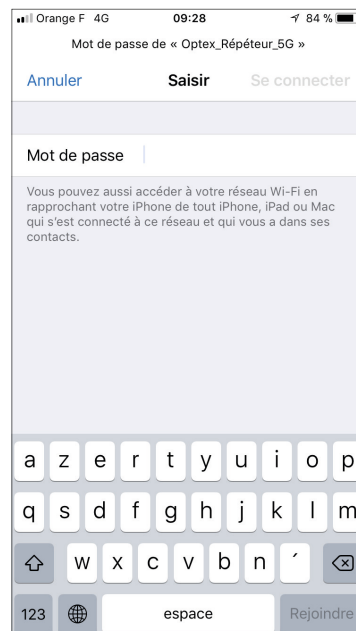 Orange F 4G 09:28 84 %
Mot de passe de « Optex_Répéteur_5G »
Annuler Saisir Se connecter
Mot de passe
Vous pouvez aussi accéder à votre réseau Wi-Fi en
rapprochant votre iPhone de tout iPhone, iPad ou Mac
qui s'est connecté à ce réseau et qui vous a dans ses
contacts.
a z e r t y u i o p
q s d f g h j k l m
w x c v b n ´
123 espace Rejoindre